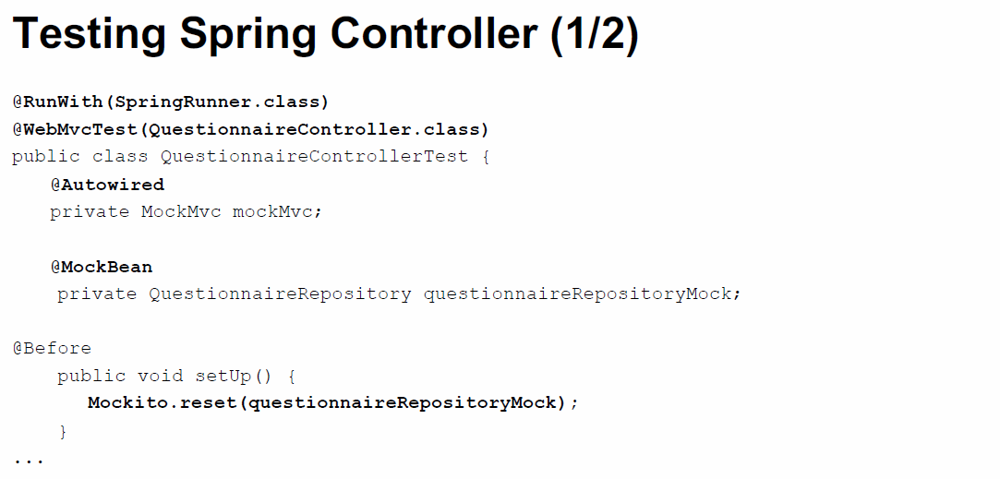 Testing Spring Controller (1/2)
@RunWith(SpringRunner.class)
@WebMvcTest(QuestionnaireController.class)
public class QuestionnaireControllerTest {
@Autowired
private MockMvc mockMvc;
@MockBean
private QuestionnaireRepository questionnaireRepositoryMock;
@Before
public void setUp() {
Mockito.reset(questionnaireRepositoryMock);
}
...